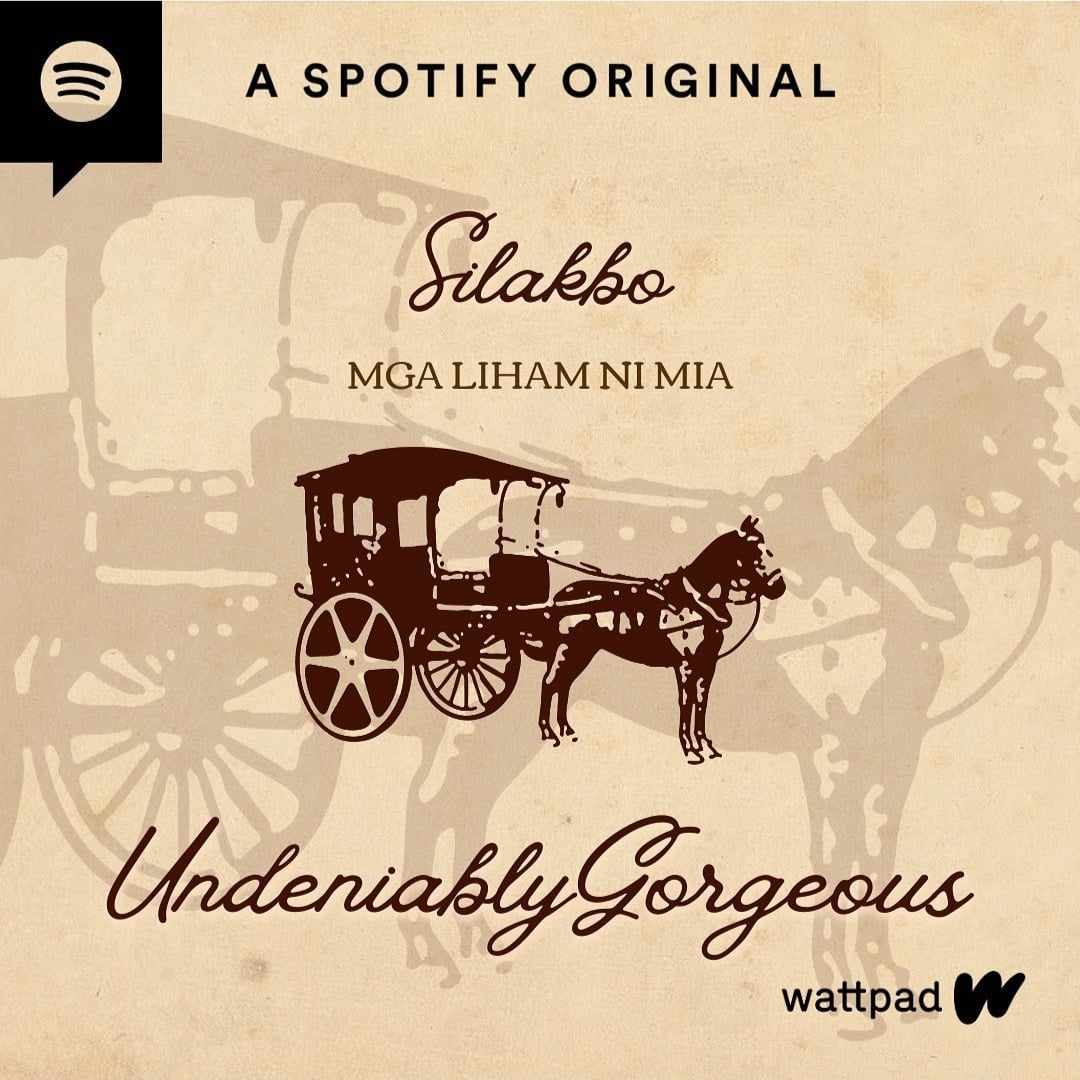 A SPOTIFY ORIGINAL
Silakbo
MGA LIHAM NI MIA
UndeniablyGorgeous
wattpad